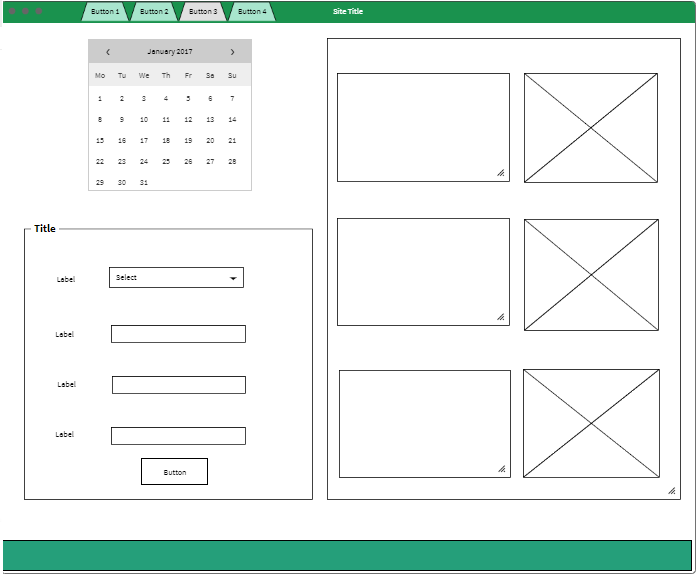 Button 1 Button 2 Button 3 Button 4 Site Title
‹ January 2017 ›
Mo Tu We Th Fr Sa Su
1 2 3 4 5 6 7
8 9 10 11 12 13 14
15 16 17 18 19 20 21
22 23 24 25 26 27 28
29 30 31
Title
Label Select
Label
Label
Label
Button